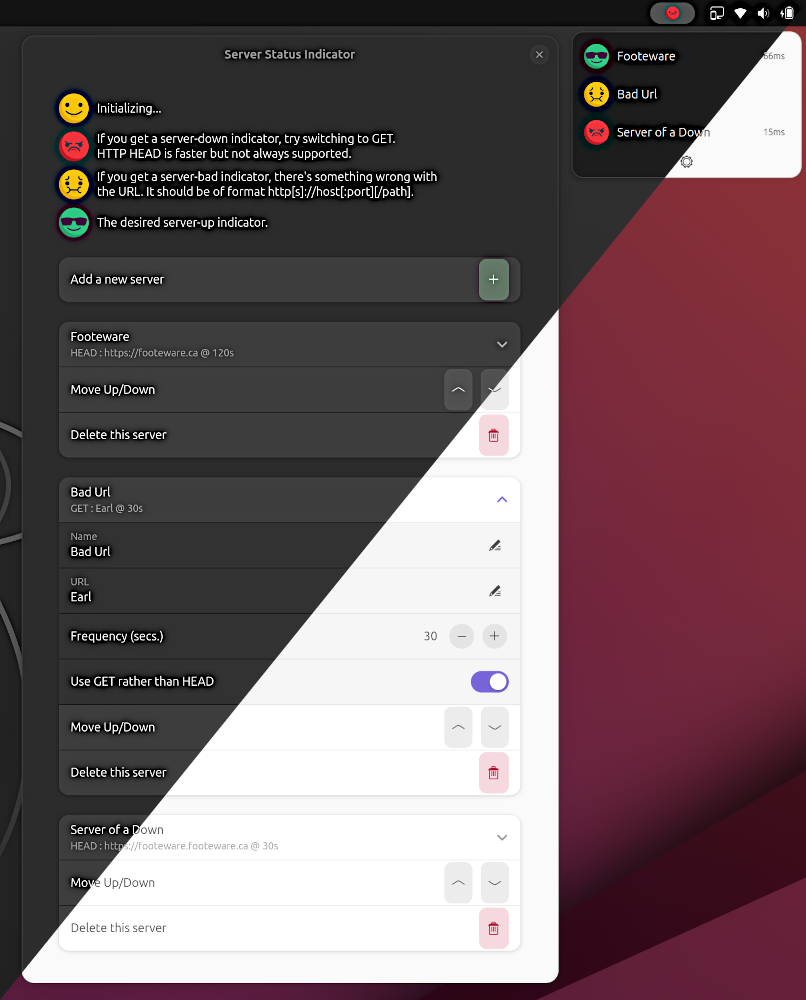 Server Status Indicator
Initializing...
If you get a server-down indicator, try switching to GET.
HTTP HEAD is faster but not always supported.
If you get a server-bad indicator, there's something wrong with
the URL. It should be of format http[s]://host[:port][/path].
The desired server-up indicator.
Add a new server
Footeware
HEAD : https://footeware.ca @ 120s
Move Up/Down
Delete this server
Bad Url
GET : Earl @ 30s
Name
Bad Url
URL
Earl
Frequency (secs.) 30
Use GET rather than HEAD
Move Up/Down
Delete this server
Server of a Down
HEAD : https://footeware.footeware.ca @ 30s
Move Up/Down
Delete this server
Footeware 66ms
Bad Url
Server of a Down 15ms